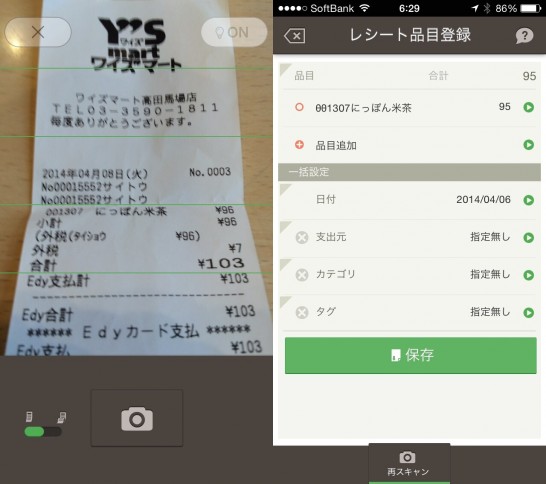 ON
Y'S
ワイズ
mart
ワイズマート
ワイズマート高田馬場店
TEL03-3590-1811
毎度ありがとうございます。
2014年04月08日(火) No.0003
No00015552サイトウ
No00015552サイトウ
001307 にっぽん米茶 ¥96
小計 ¥96
(外税(タイショウ ¥96)
外税 ¥7
合計 ¥103
Edy支払計 ¥103
Edy合計 ¥103
****** Edyカード支払 ******
Edy支払 ¥103
SoftBank 6:29 86%
レシート品目登録
品目 合計 95
001307にっぽん米茶 95
品目追加
一括設定
日付 2014/04/06
支出元 指定無し
カテゴリ 指定無し
タグ 指定無し
保存
再スキャン